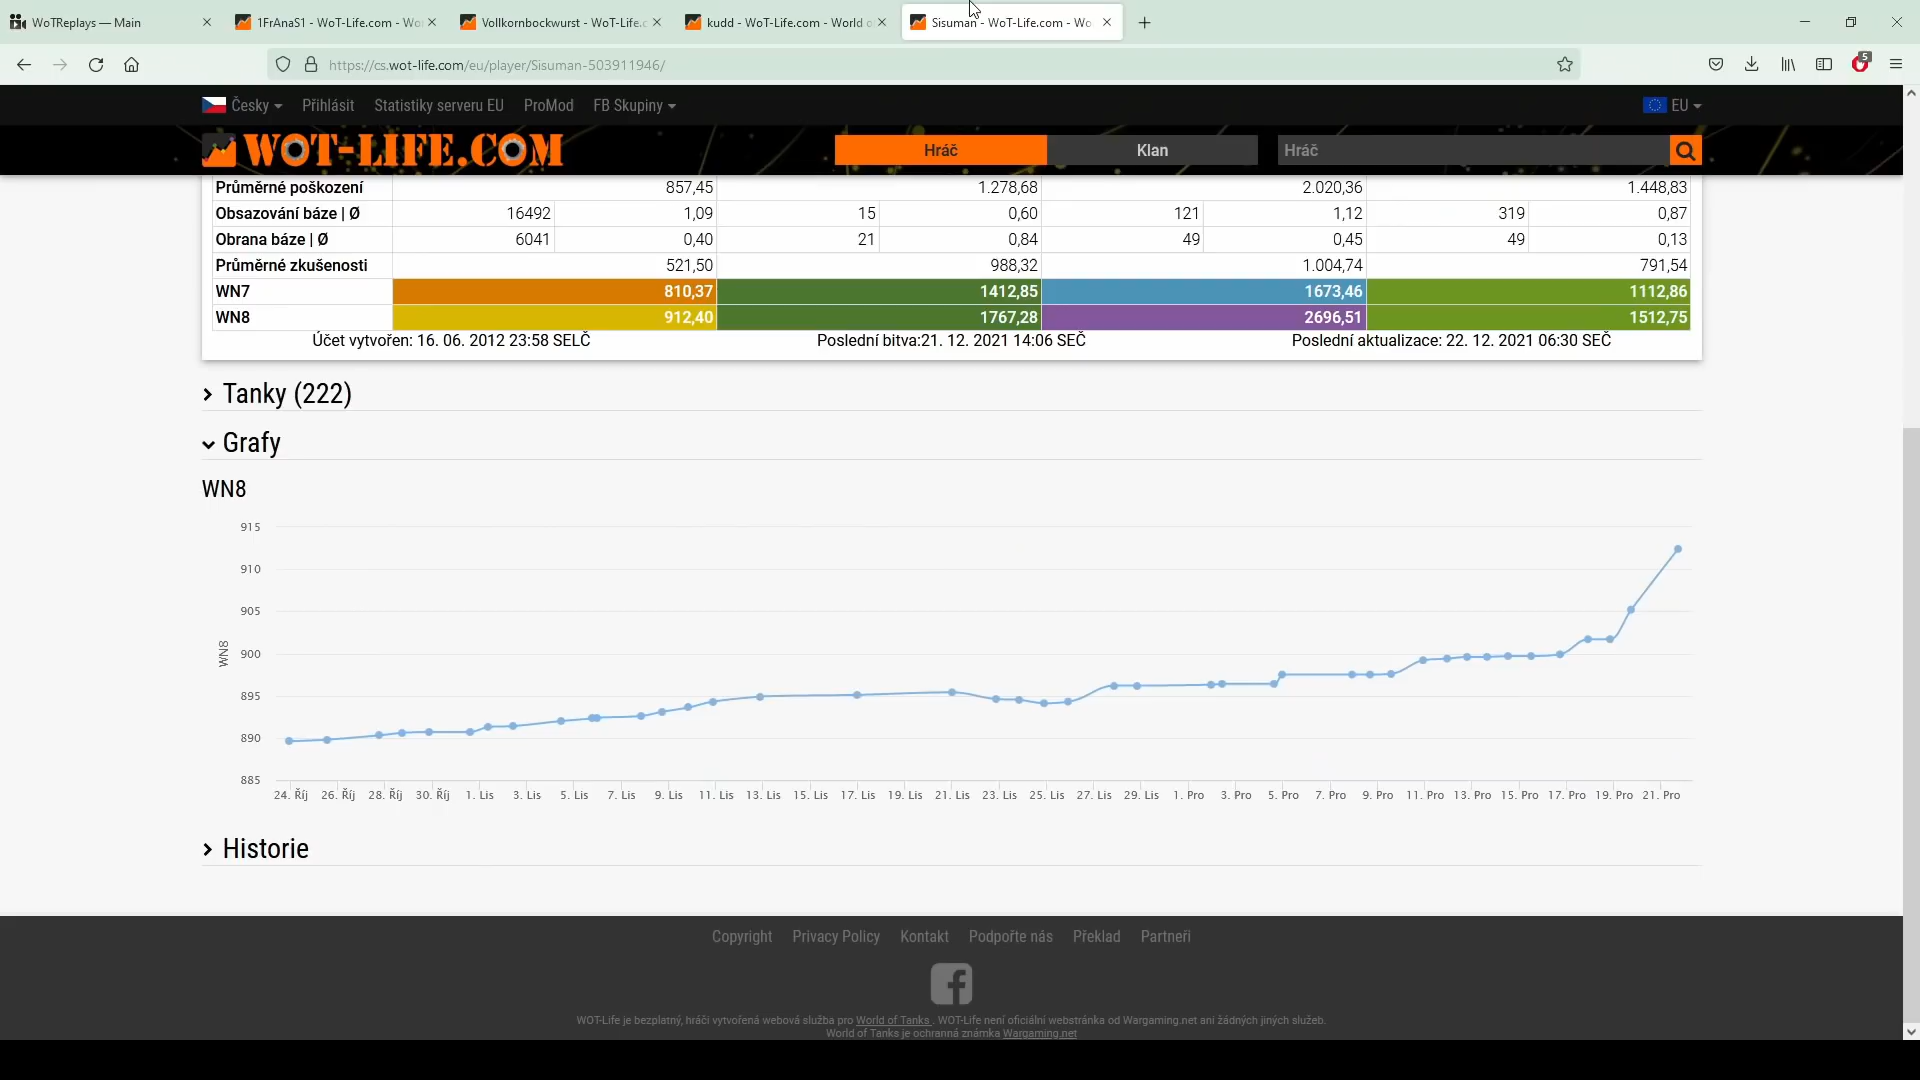 WoTReplays — Main
1FrAnaS1 - WoT-Life.com - Wo
Vollkornbockwurst - WoT-Life.c
kudd - WoT-Life.com - World o
Sisuman - WoT-Life.com - Wo
https://cs.wot-life.com/eu/player/Sisuman-503911946/
5
Česky Přihlásit Statistiky serveru EU ProMod FB Skupiny EU
WOT-LIFE.COM Hráč Klan Hráč
Průměrné poškození 857,45 1.278,68 2.020,36 1.448,83
Obsazování báze | Ø 16492 1,09 15 0,60 121 1,12 319 0,87
Obrana báze | Ø 6041 0,40 21 0,84 49 0,45 49 0,13
Průměrné zkušenosti 521,50 988,32 1.004,74 791,54
WN7 810,37 1412,85 1673,46 1112,86
WN8 912,40 1767,28 2696,51 1512,75
Účet vytvořen: 16. 06. 2012 23:58 SELČ Poslední bitva:21. 12. 2021 14:06 SEČ Poslední aktualizace: 22. 12. 2021 06:30 SEČ
Tanky (222)
Grafy
WN8
915
910
905
900
895
890
885
WN8
24. Říj 26. Říj 28. Říj 30. Říj 1. Lis 3. Lis 5. Lis 7. Lis 9. Lis 11. Lis 13. Lis 15. Lis 17. Lis 19. Lis 21. Lis 23. Lis 25. Lis 27. Lis 29. Lis 1. Pro 3. Pro 5. Pro 7. Pro 9. Pro 11. Pro 13. Pro 15. Pro 17. Pro 19. Pro 21. Pro
Historie
Copyright Privacy Policy Kontakt Podpořte nás Překlad Partneři
WOT-Life je bezplatný, hráči vytvořená webová služba pro World of Tanks . WOT-Life není oficiální webstránka od Wargaming.net ani žádných jiných služeb.
World of Tanks je ochranná známka Wargaming.net